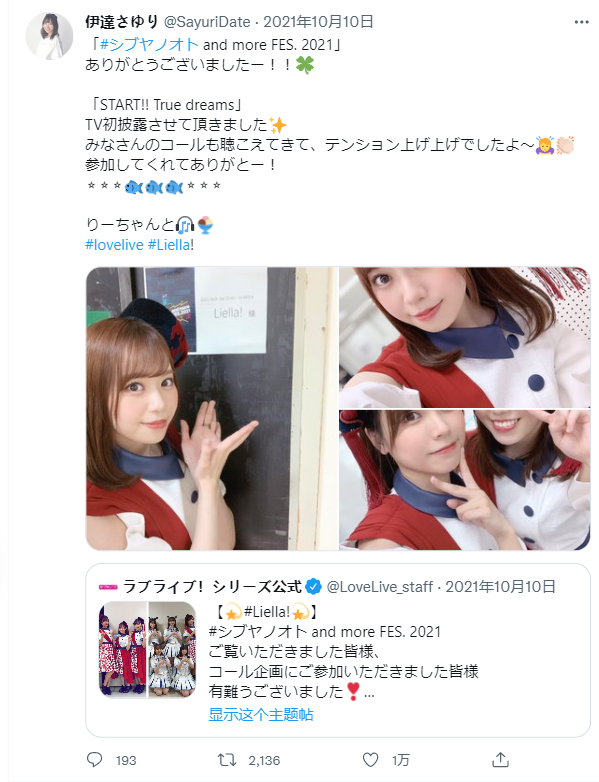 伊達さゆり @SayuriDate · 2021年10月10日
「#シブヤノオト and more FES. 2021」
ありがとうございましたー！！🍀
「START!! True dreams」
TV初披露させて頂きました✨
みなさんのコールも聴こえてきて、テンション上げ上げでしたよ〜🙇‍♀️👏🏻
参加してくれてありがとー！
＊＊＊🐟🐟🐟＊＊＊
りーちゃんと🎧🍨
#lovelive #Liella!
Liella! 様
ラブライブ！シリーズ公式 @LoveLive_staff · 2021年10月10日
【💫#Liella!💫】
#シブヤノオト and more FES. 2021
ご覧いただきました皆様、
コール企画にご参加いただきました皆様
有難うございました❣️...
显示这个主题帖
193 2,136 1万